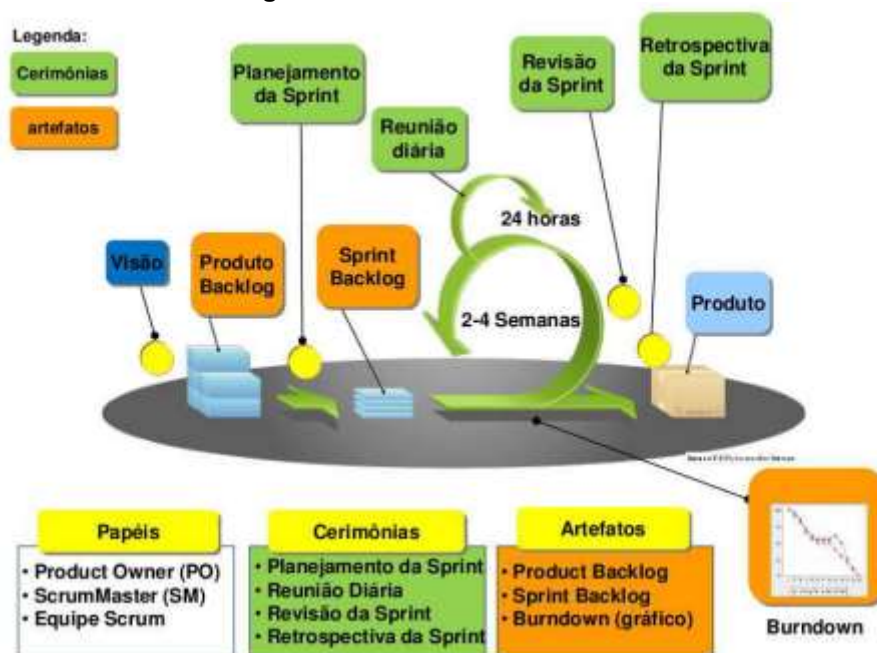 Legenda:
Cerimônias
artefatos
Planejamento
da Sprint
Reunião
diária
Revisão
da Sprint
Retrospectiva
da Sprint
24 horas
Visão
Produto
Backlog
Sprint
Backlog
2-4 Semanas
Produto
Papéis
• Product Owner (PO)
• ScrumMaster (SM)
• Equipe Scrum
Cerimônias
• Planejamento da Sprint
• Reunião Diária
• Revisão da Sprint
• Retrospectiva da Sprint
Artefatos
• Product Backlog
• Sprint Backlog
• Burndown (gráfico)
Burndown